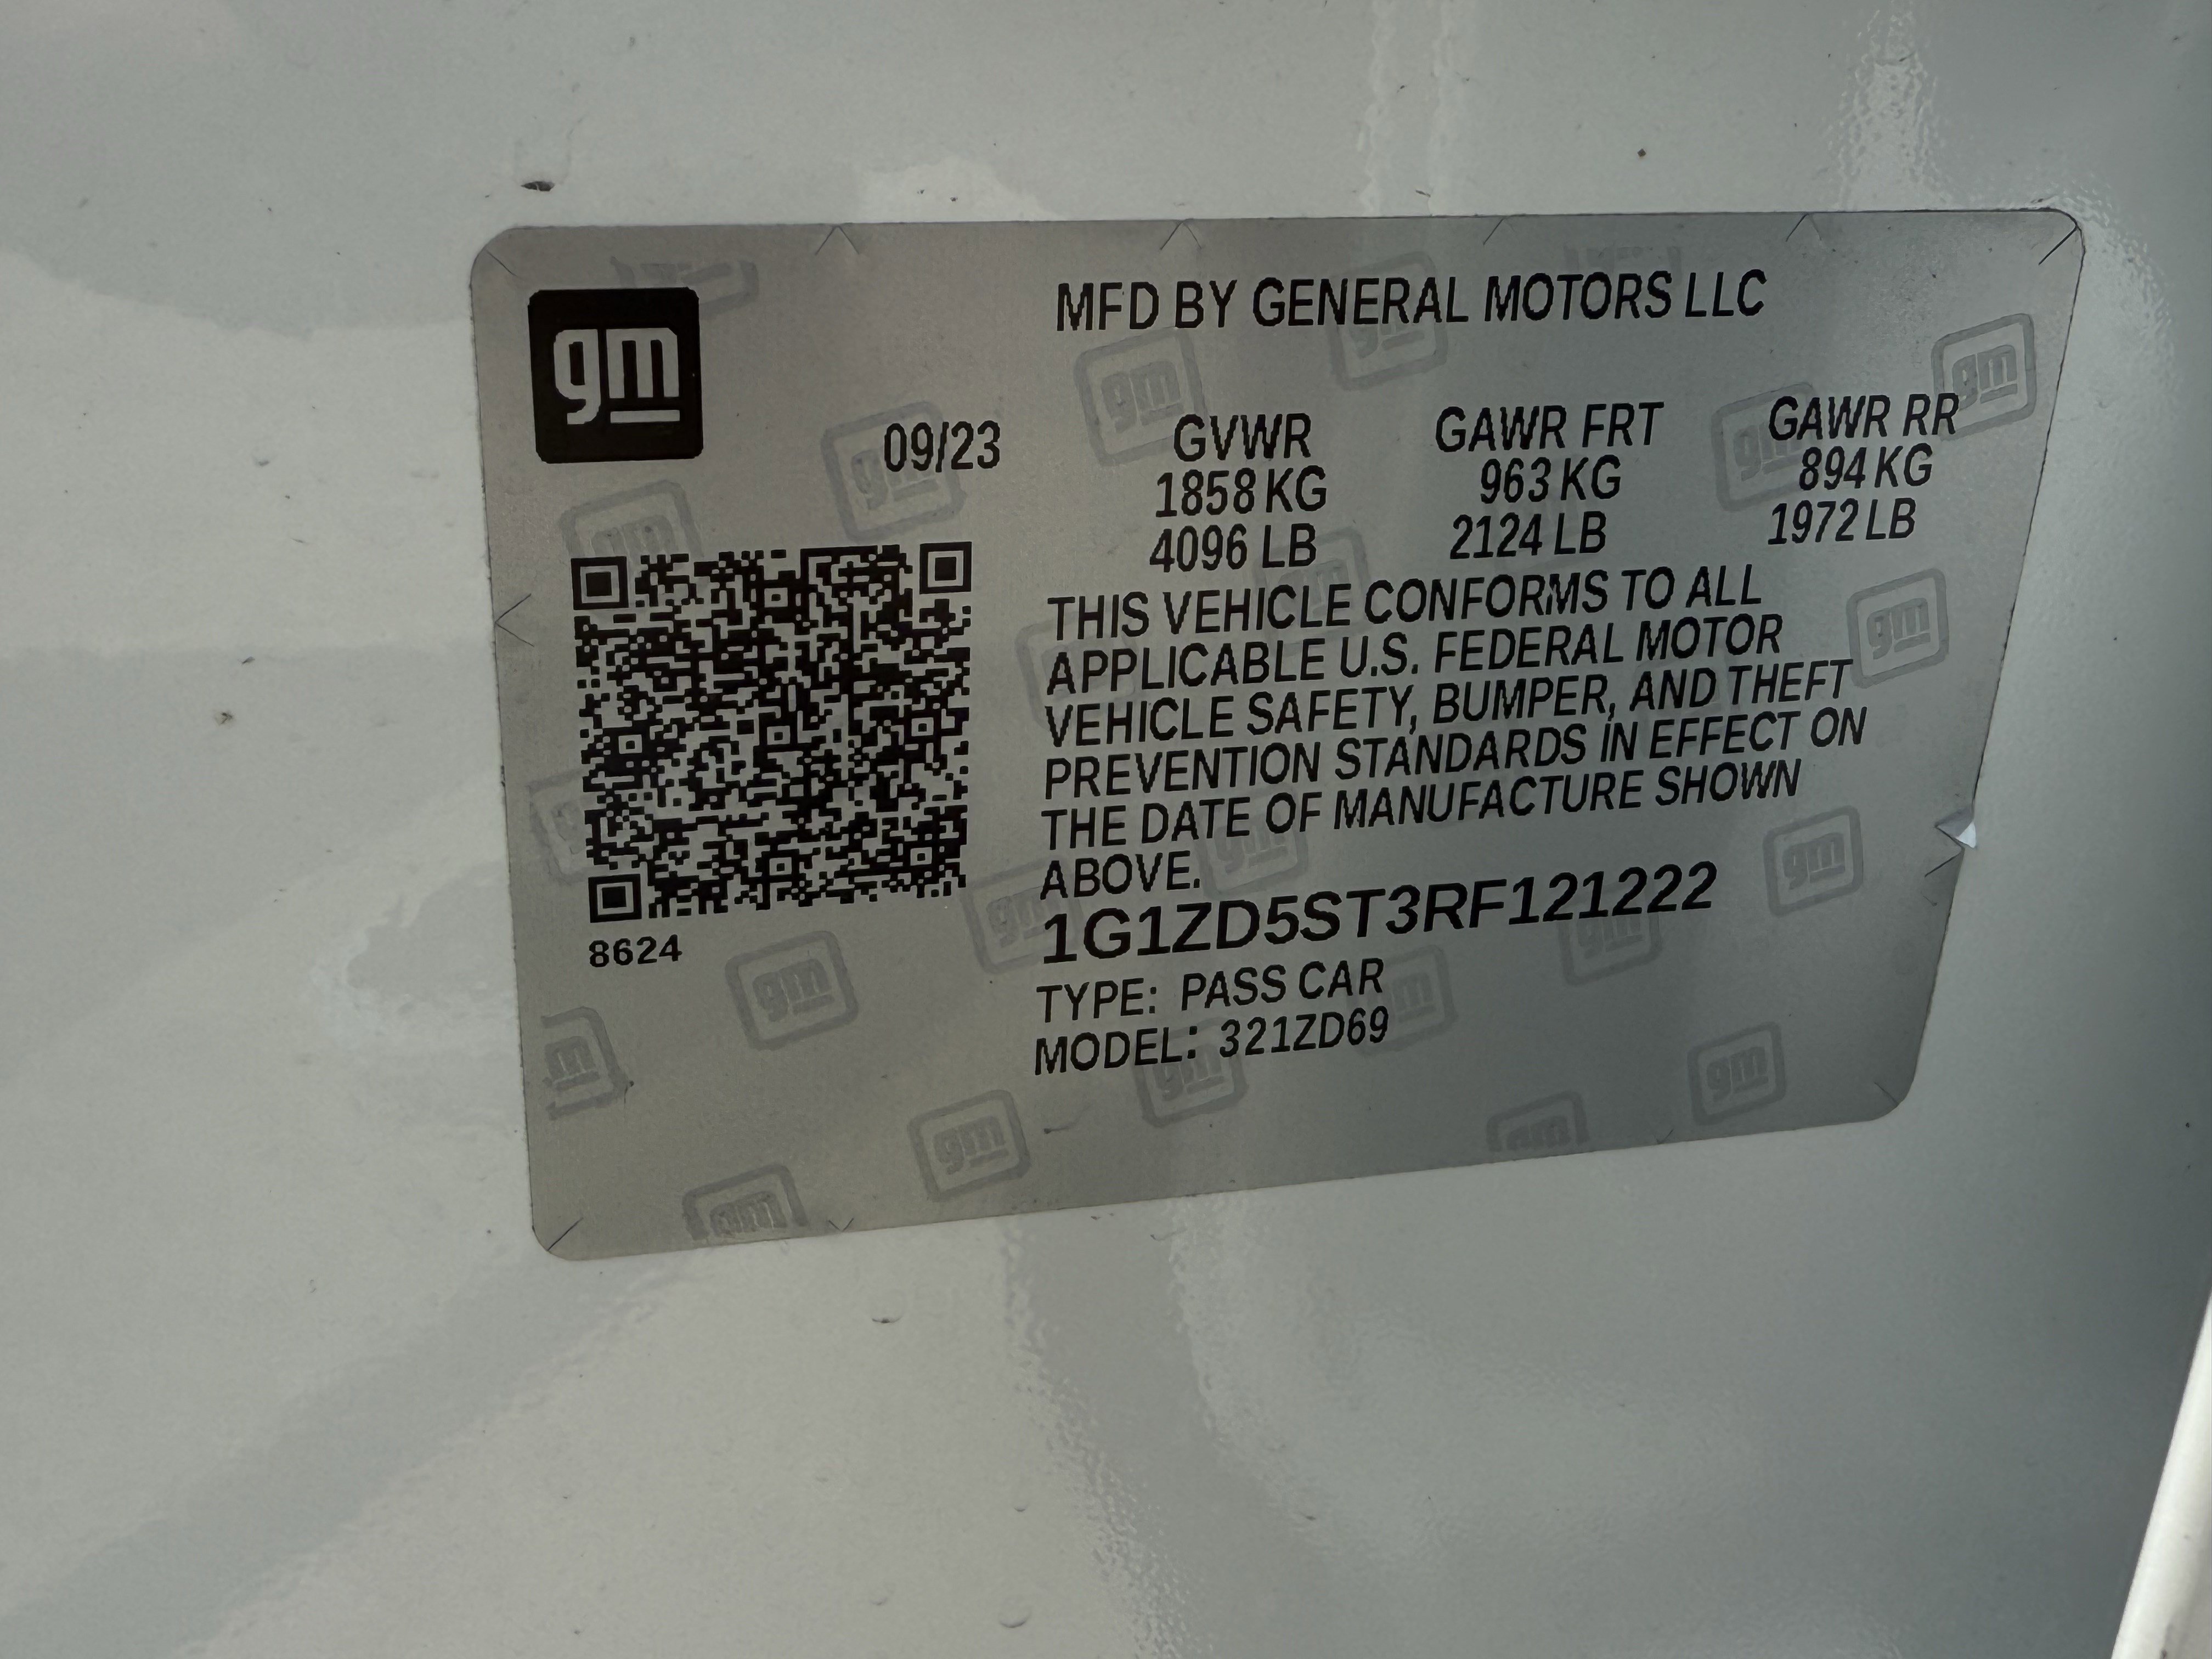 gm
MFD BY GENERAL MOTORS LLC
09/23 GVWR GAWR FRT GAWR RR
1858 KG 963 KG 894 KG
4096 LB 2124 LB 1972 LB
THIS VEHICLE CONFORMS TO ALL
APPLICABLE U.S. FEDERAL MOTOR
VEHICLE SAFETY, BUMPER, AND THEFT
PREVENTION STANDARDS IN EFFECT ON
THE DATE OF MANUFACTURE SHOWN
ABOVE.
1G1ZD5ST3RF121222
8624
TYPE: PASS CAR
MODEL: 321ZD69